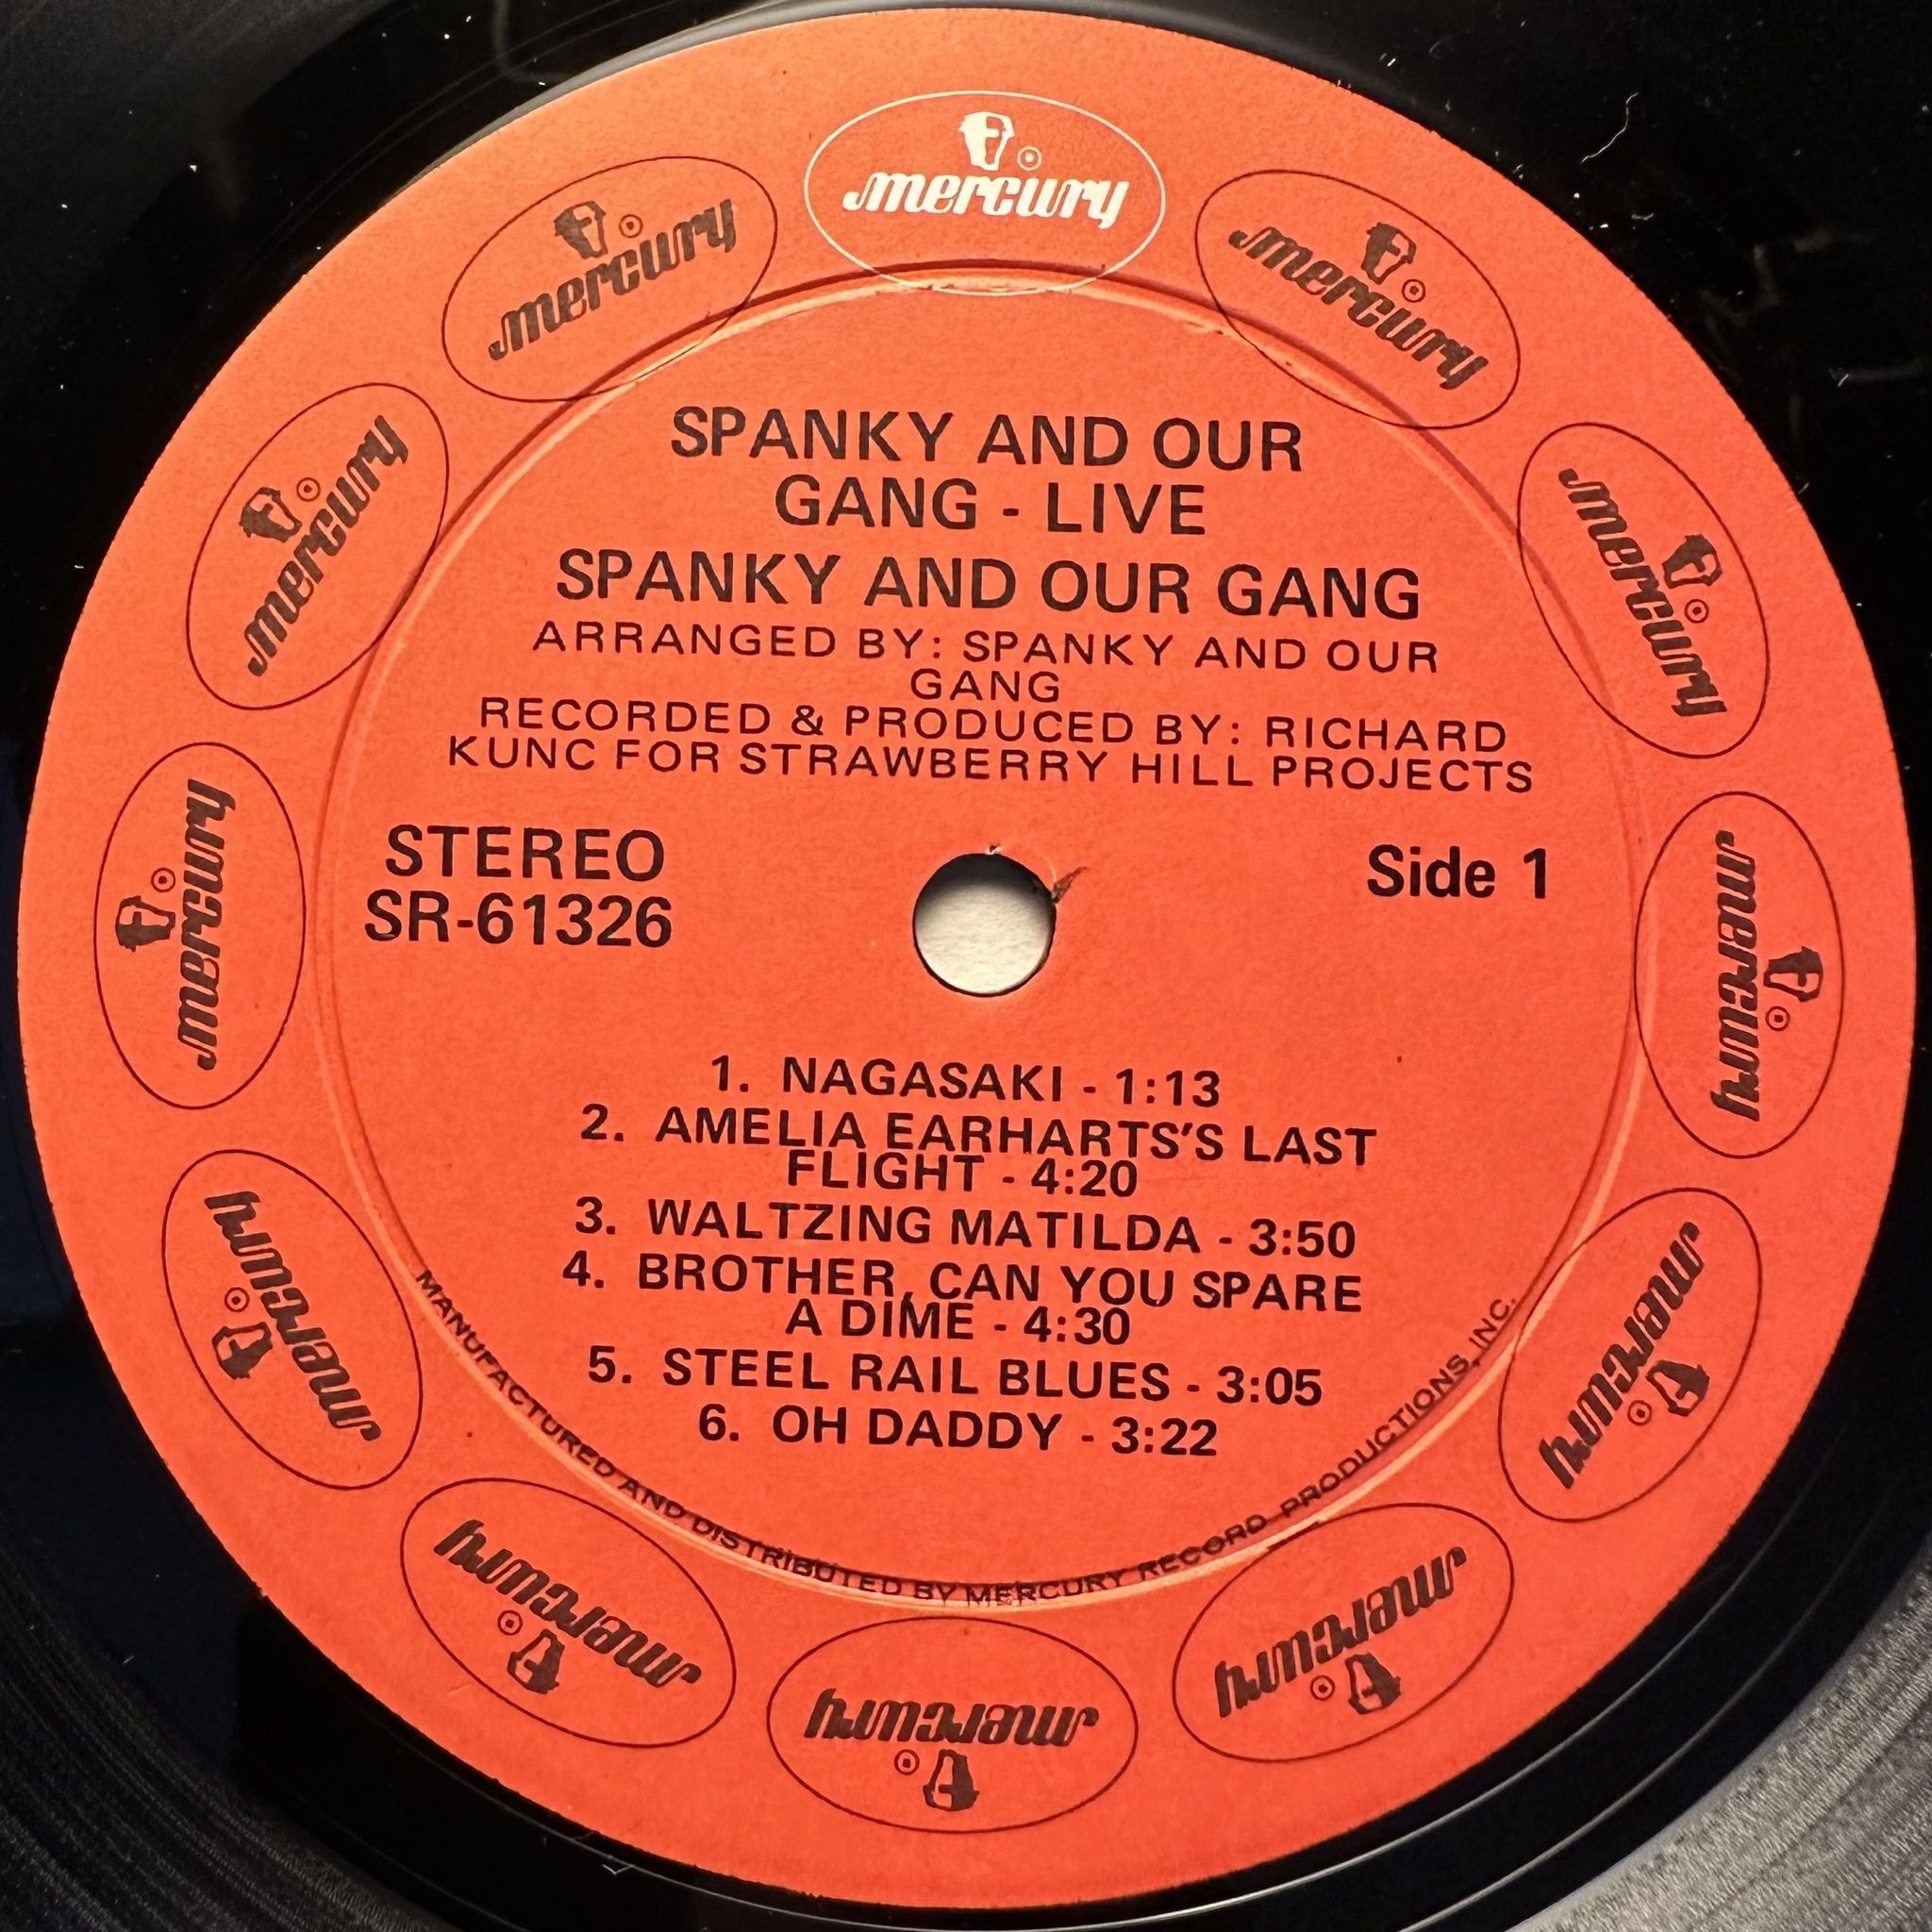 mercury
mercury
mercury
mercury
mercury
mercury
mercury
mercury
mercury
mercury
mercury
mercury
SPANKY AND OUR
GANG - LIVE
SPANKY AND OUR GANG
ARRANGED BY: SPANKY AND OUR
GANG
RECORDED & PRODUCED BY: RICHARD
KUNC FOR STRAWBERRY HILL PROJECTS
STEREO
SR-61326
Side 1
1. NAGASAKI - 1:13
2. AMELIA EARHARTS'S LAST
FLIGHT - 4:20
3. WALTZING MATILDA - 3:50
4. BROTHER, CAN YOU SPARE
A DIME - 4:30
5. STEEL RAIL BLUES - 3:05
6. OH DADDY - 3:22
MANUFACTURED AND DISTRIBUTED BY MERCURY RECORD PRODUCTIONS, INC.